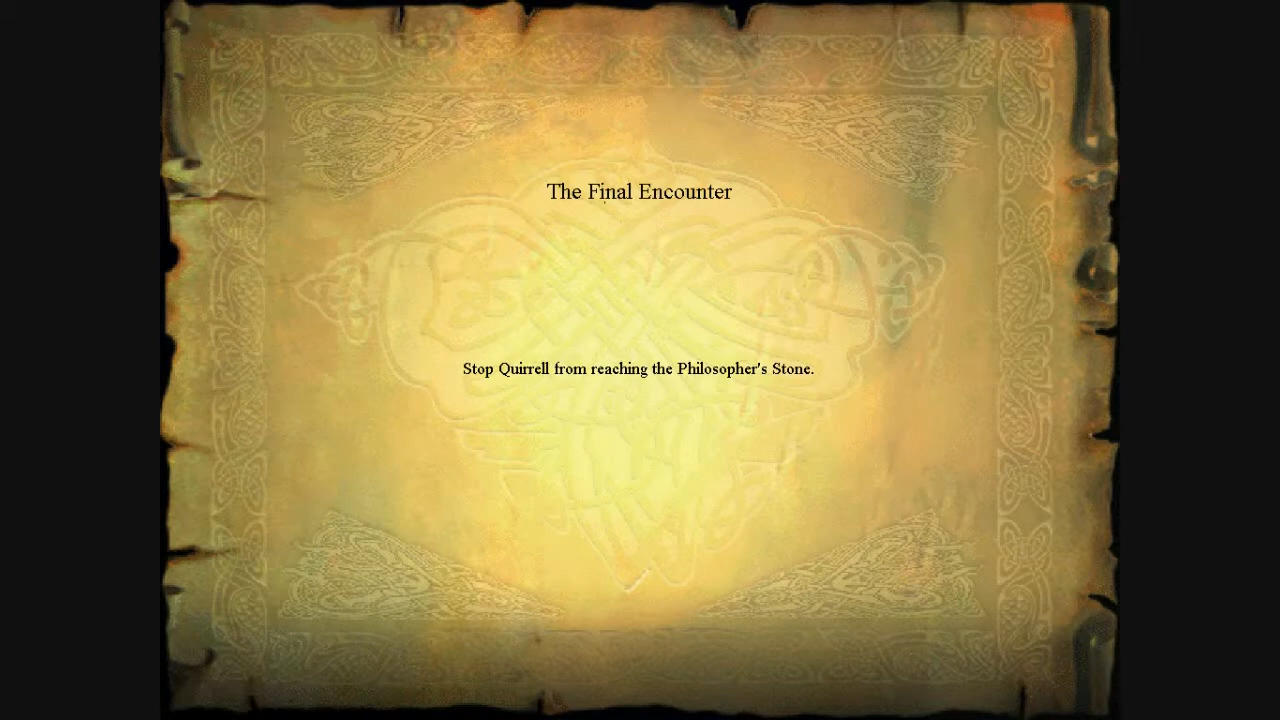 The Final Encounter
Stop Quirrell from reaching the Philosopher's Stone.